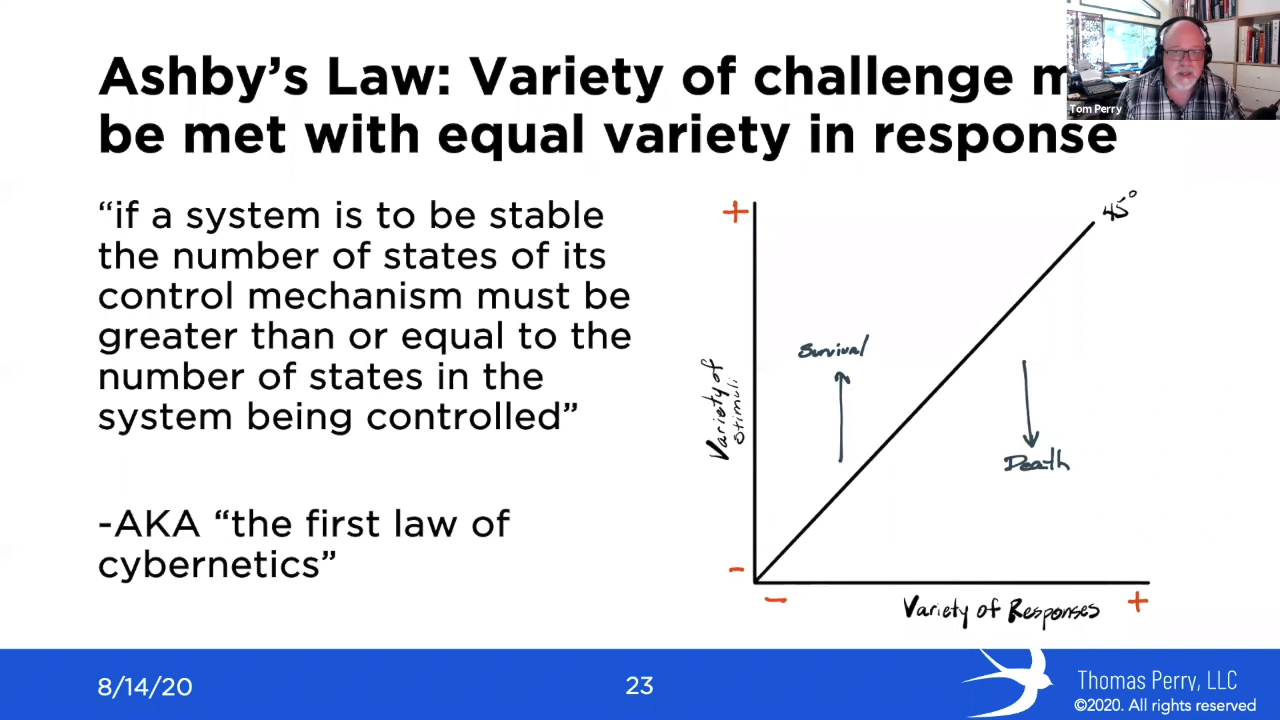 Ashby’s Law: Variety of challenge
be met with equal variety in response
Tom Perry
“if a system is to be stable
the number of states of its
control mechanism must be
greater than or equal to the
number of states in the
system being controlled”
-AKA “the first law of
cybernetics”
+
45°
Survival
Variety of
stimuli
Death
-
-
Variety of Responses
+
8/14/20
23
Thomas Perry, LLC
©2020. All rights reserved